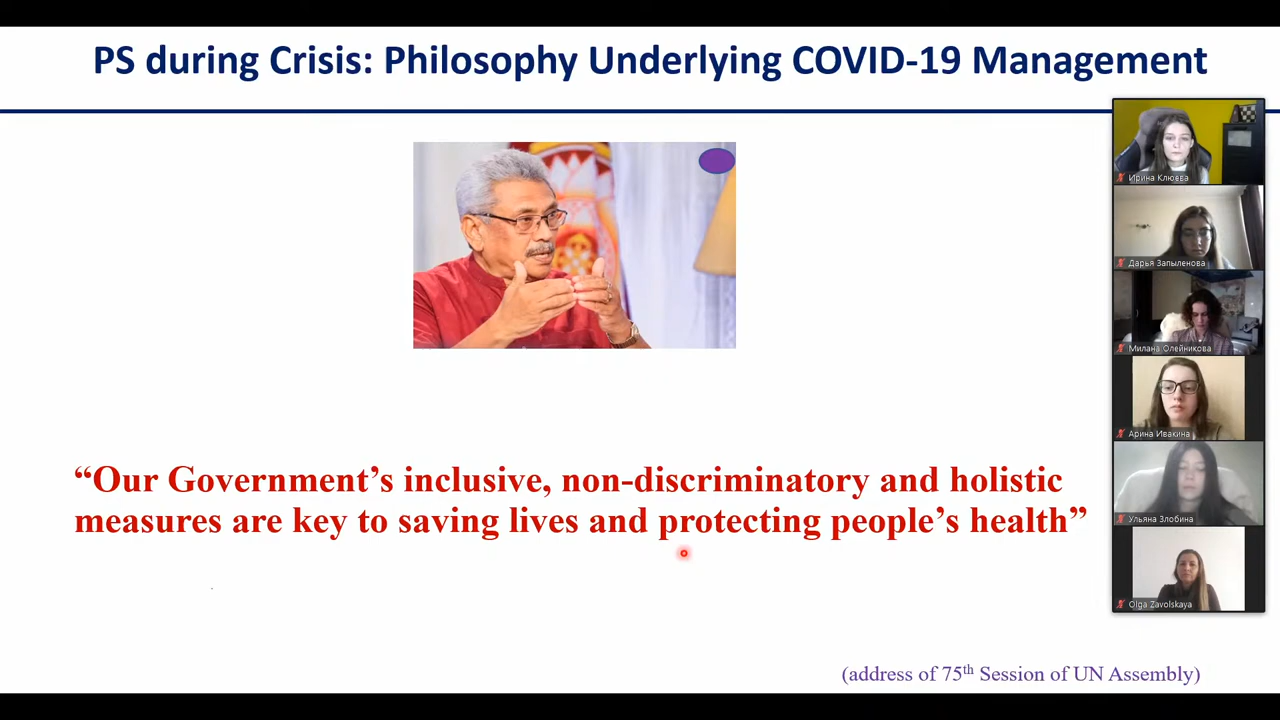 PS during Crisis: Philosophy Underlying COVID-19 Management
Ирина Клюева
Дарья Запыленова
Милана Олейникова
Арина Ивакина
Ульяна Злобина
Olga Zavolskaya
“Our Government’s inclusive, non-discriminatory and holistic
measures are key to saving lives and protecting people’s health”
(address of 75th Session of UN Assembly)